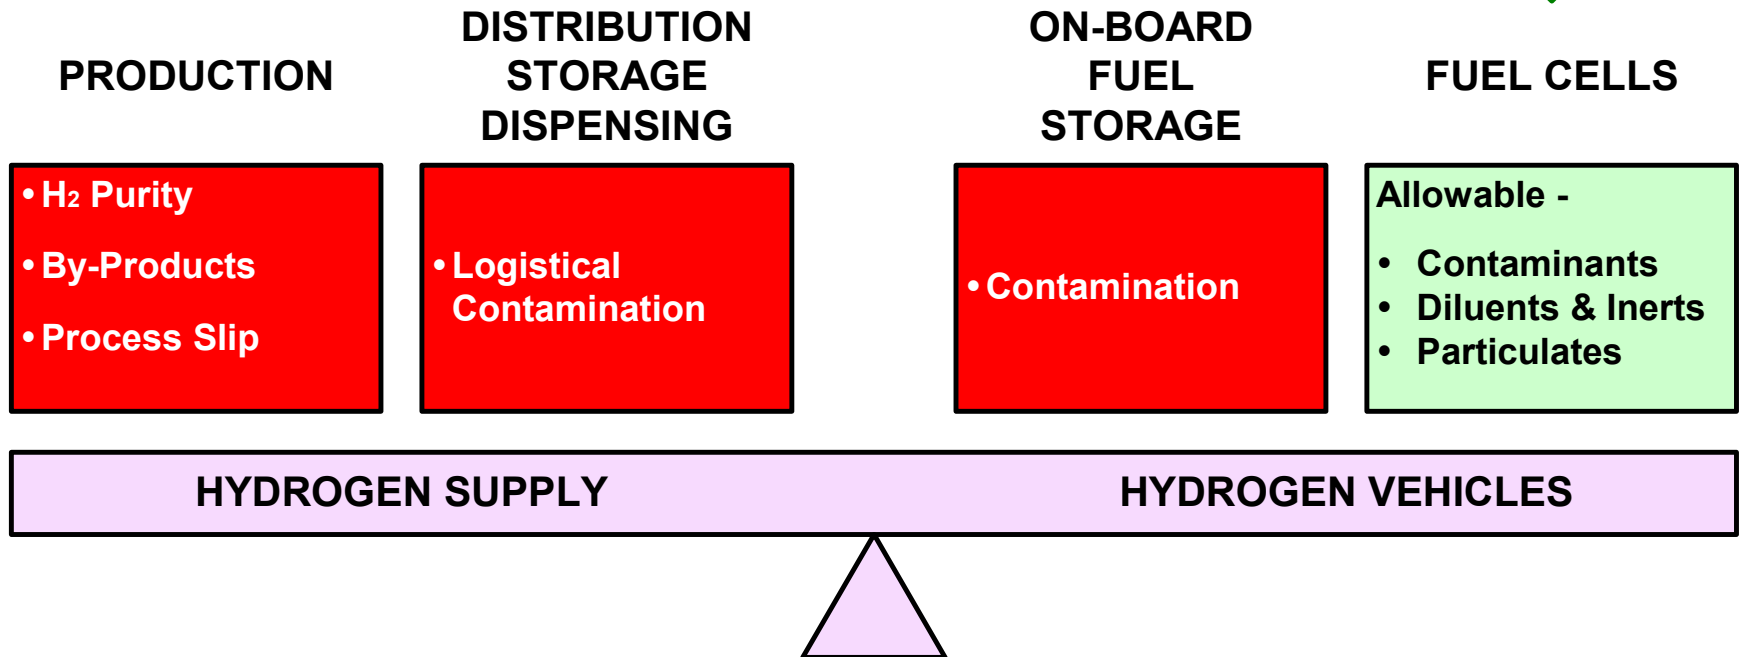 PRODUCTION
DISTRIBUTION
STORAGE
DISPENSING
ON-BOARD
FUEL
STORAGE
FUEL CELLS
• H2 Purity
• By-Products
• Process Slip
• Logistical
Contamination
• Contamination
Allowable -
• Contaminants
• Diluents & Inerts
• Particulates
HYDROGEN SUPPLY
HYDROGEN VEHICLES